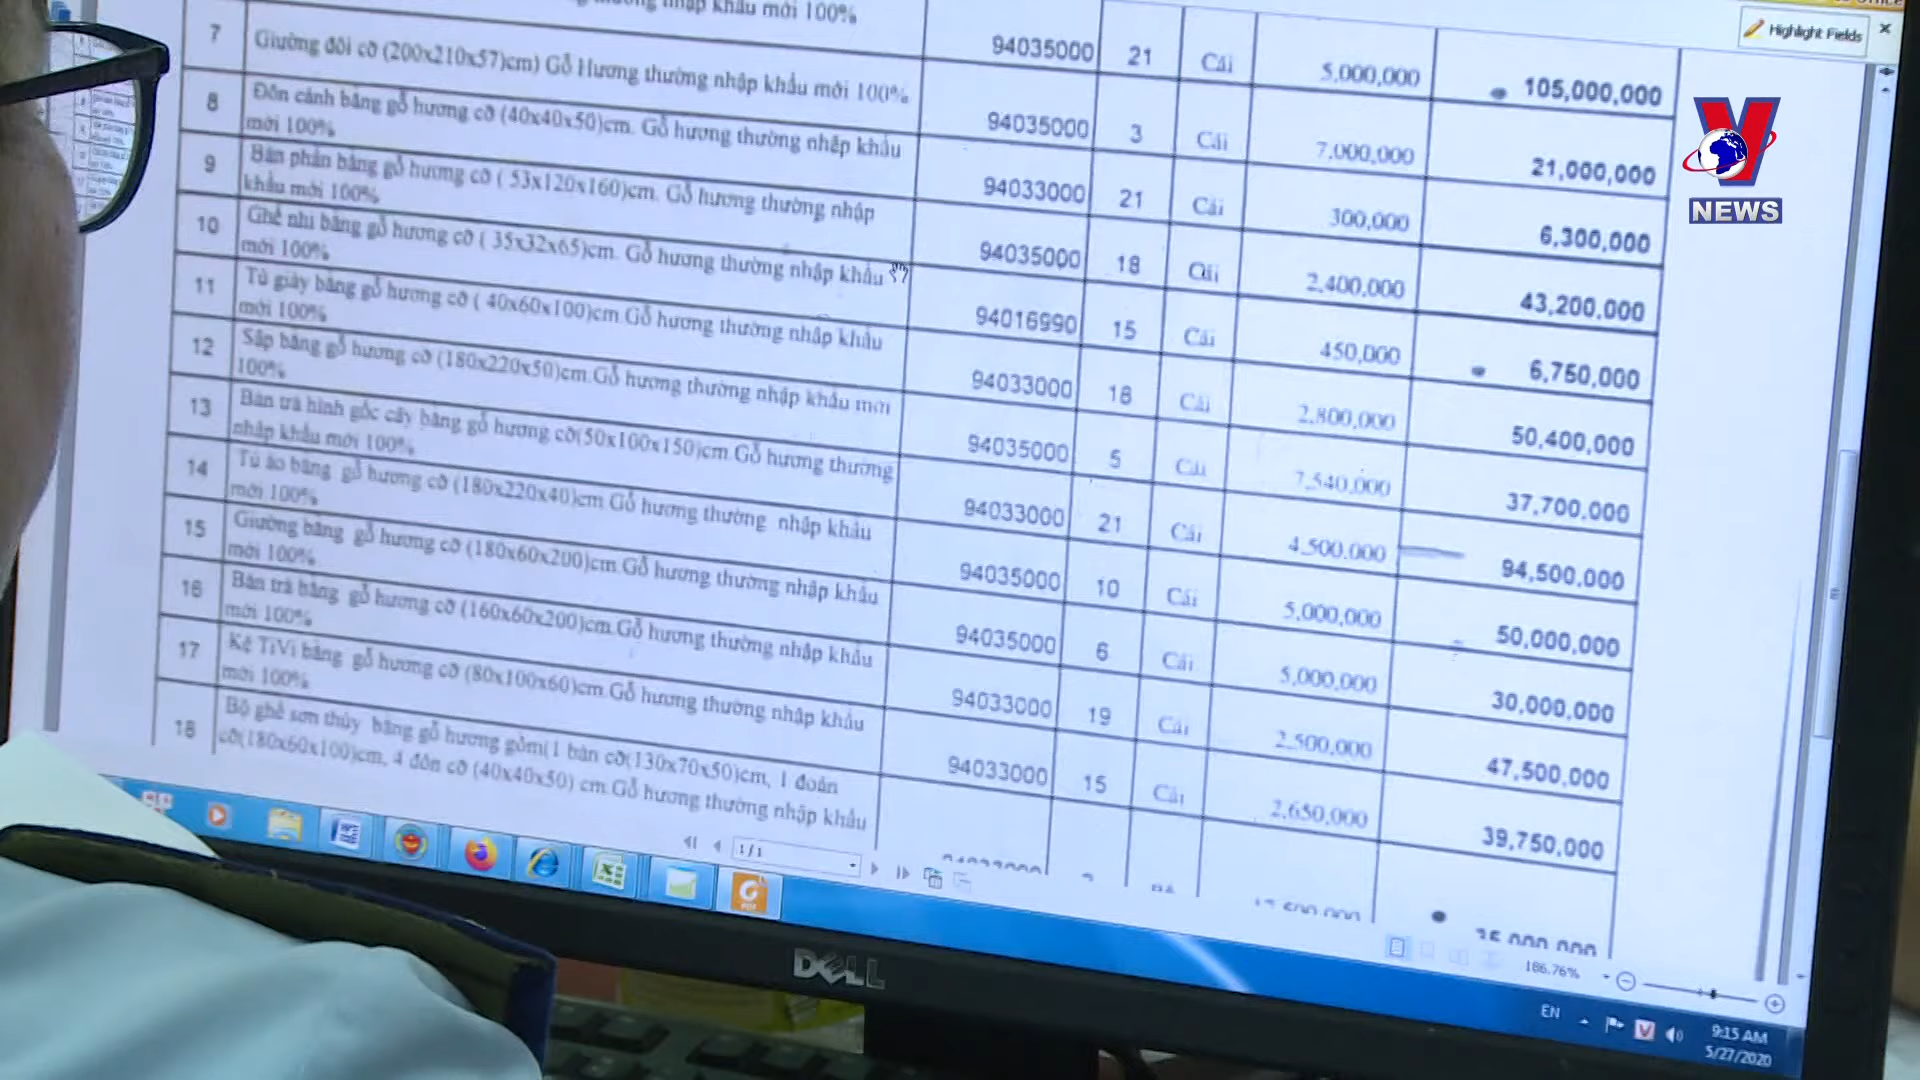 nhập khẩu mới 100%
Highlight Fields
94035000 21 Cái 5,000,000 105,000,000
7 Giường đôi cỡ (200x210x57)cm) Gỗ Hương thường nhập khẩu mới 100%
94035000 3 Cái 7,000,000 21,000,000
8 Đôn cảnh bằng gỗ hương cỡ (40x40x50)cm. Gỗ hương thường nhập khẩu
mới 100%
94033000 21 Cái 300,000 6,300,000
9 Bàn phấn bằng gỗ hương cỡ ( 53x120x160)cm. Gỗ hương thường nhập
khẩu mới 100%
94035000 18 Cái 2,400,000 43,200,000
10 Ghế nhi bằng gỗ hương cỡ ( 35x32x65)cm. Gỗ hương thường nhập khẩu
mới 100%
94016990 15 Cái 450,000 6,750,000
11 Tủ giày bằng gỗ hương cỡ ( 40x60x100)cm.Gỗ hương thường nhập khẩu
mới 100%
94033000 18 Cái 2,800,000 50,400,000
12 Sập bằng gỗ hương cỡ (180x220x50)cm.Gỗ hương thường nhập khẩu mới
100%
94035000 5 Cái 7,540,000 37,700,000
13 Bàn trà hình gốc cây bằng gỗ hương cỡ(50x100x150)cm.Gỗ hương thường
nhập khẩu mới 100%
94033000 21 Cái 4,500,000 94,500,000
14 Tủ áo bằng gỗ hương cỡ (180x220x40)cm.Gỗ hương thường nhập khẩu
mới 100%
94035000 10 Cái 5,000,000 50,000,000
15 Giường bằng gỗ hương cỡ (180x60x200)cm.Gỗ hương thường nhập khẩu
mới 100%
94035000 6 Cái 5,000,000 30,000,000
16 Bàn trà bằng gỗ hương cỡ (160x60x200)cm.Gỗ hương thường nhập khẩu
mới 100%
94033000 19 Cái 2,500,000 47,500,000
17 Kệ TiVi bằng gỗ hương cỡ (80x100x60)cm.Gỗ hương thường nhập khẩu
mới 100%
94033000 15 Cái 2,650,000 39,750,000
18 Bộ ghế sơn thủy bằng gỗ hương gồm(1 bàn cỡ(130x70x50)cm, 1 đoản
cỡ(180x60x100)cm, 4 đôn cỡ (40x40x50) cm.Gỗ hương thường nhập khẩu
V
NEWS
1 / 1
186.76%
DELL
EN
9:15 AM
5/27/2020